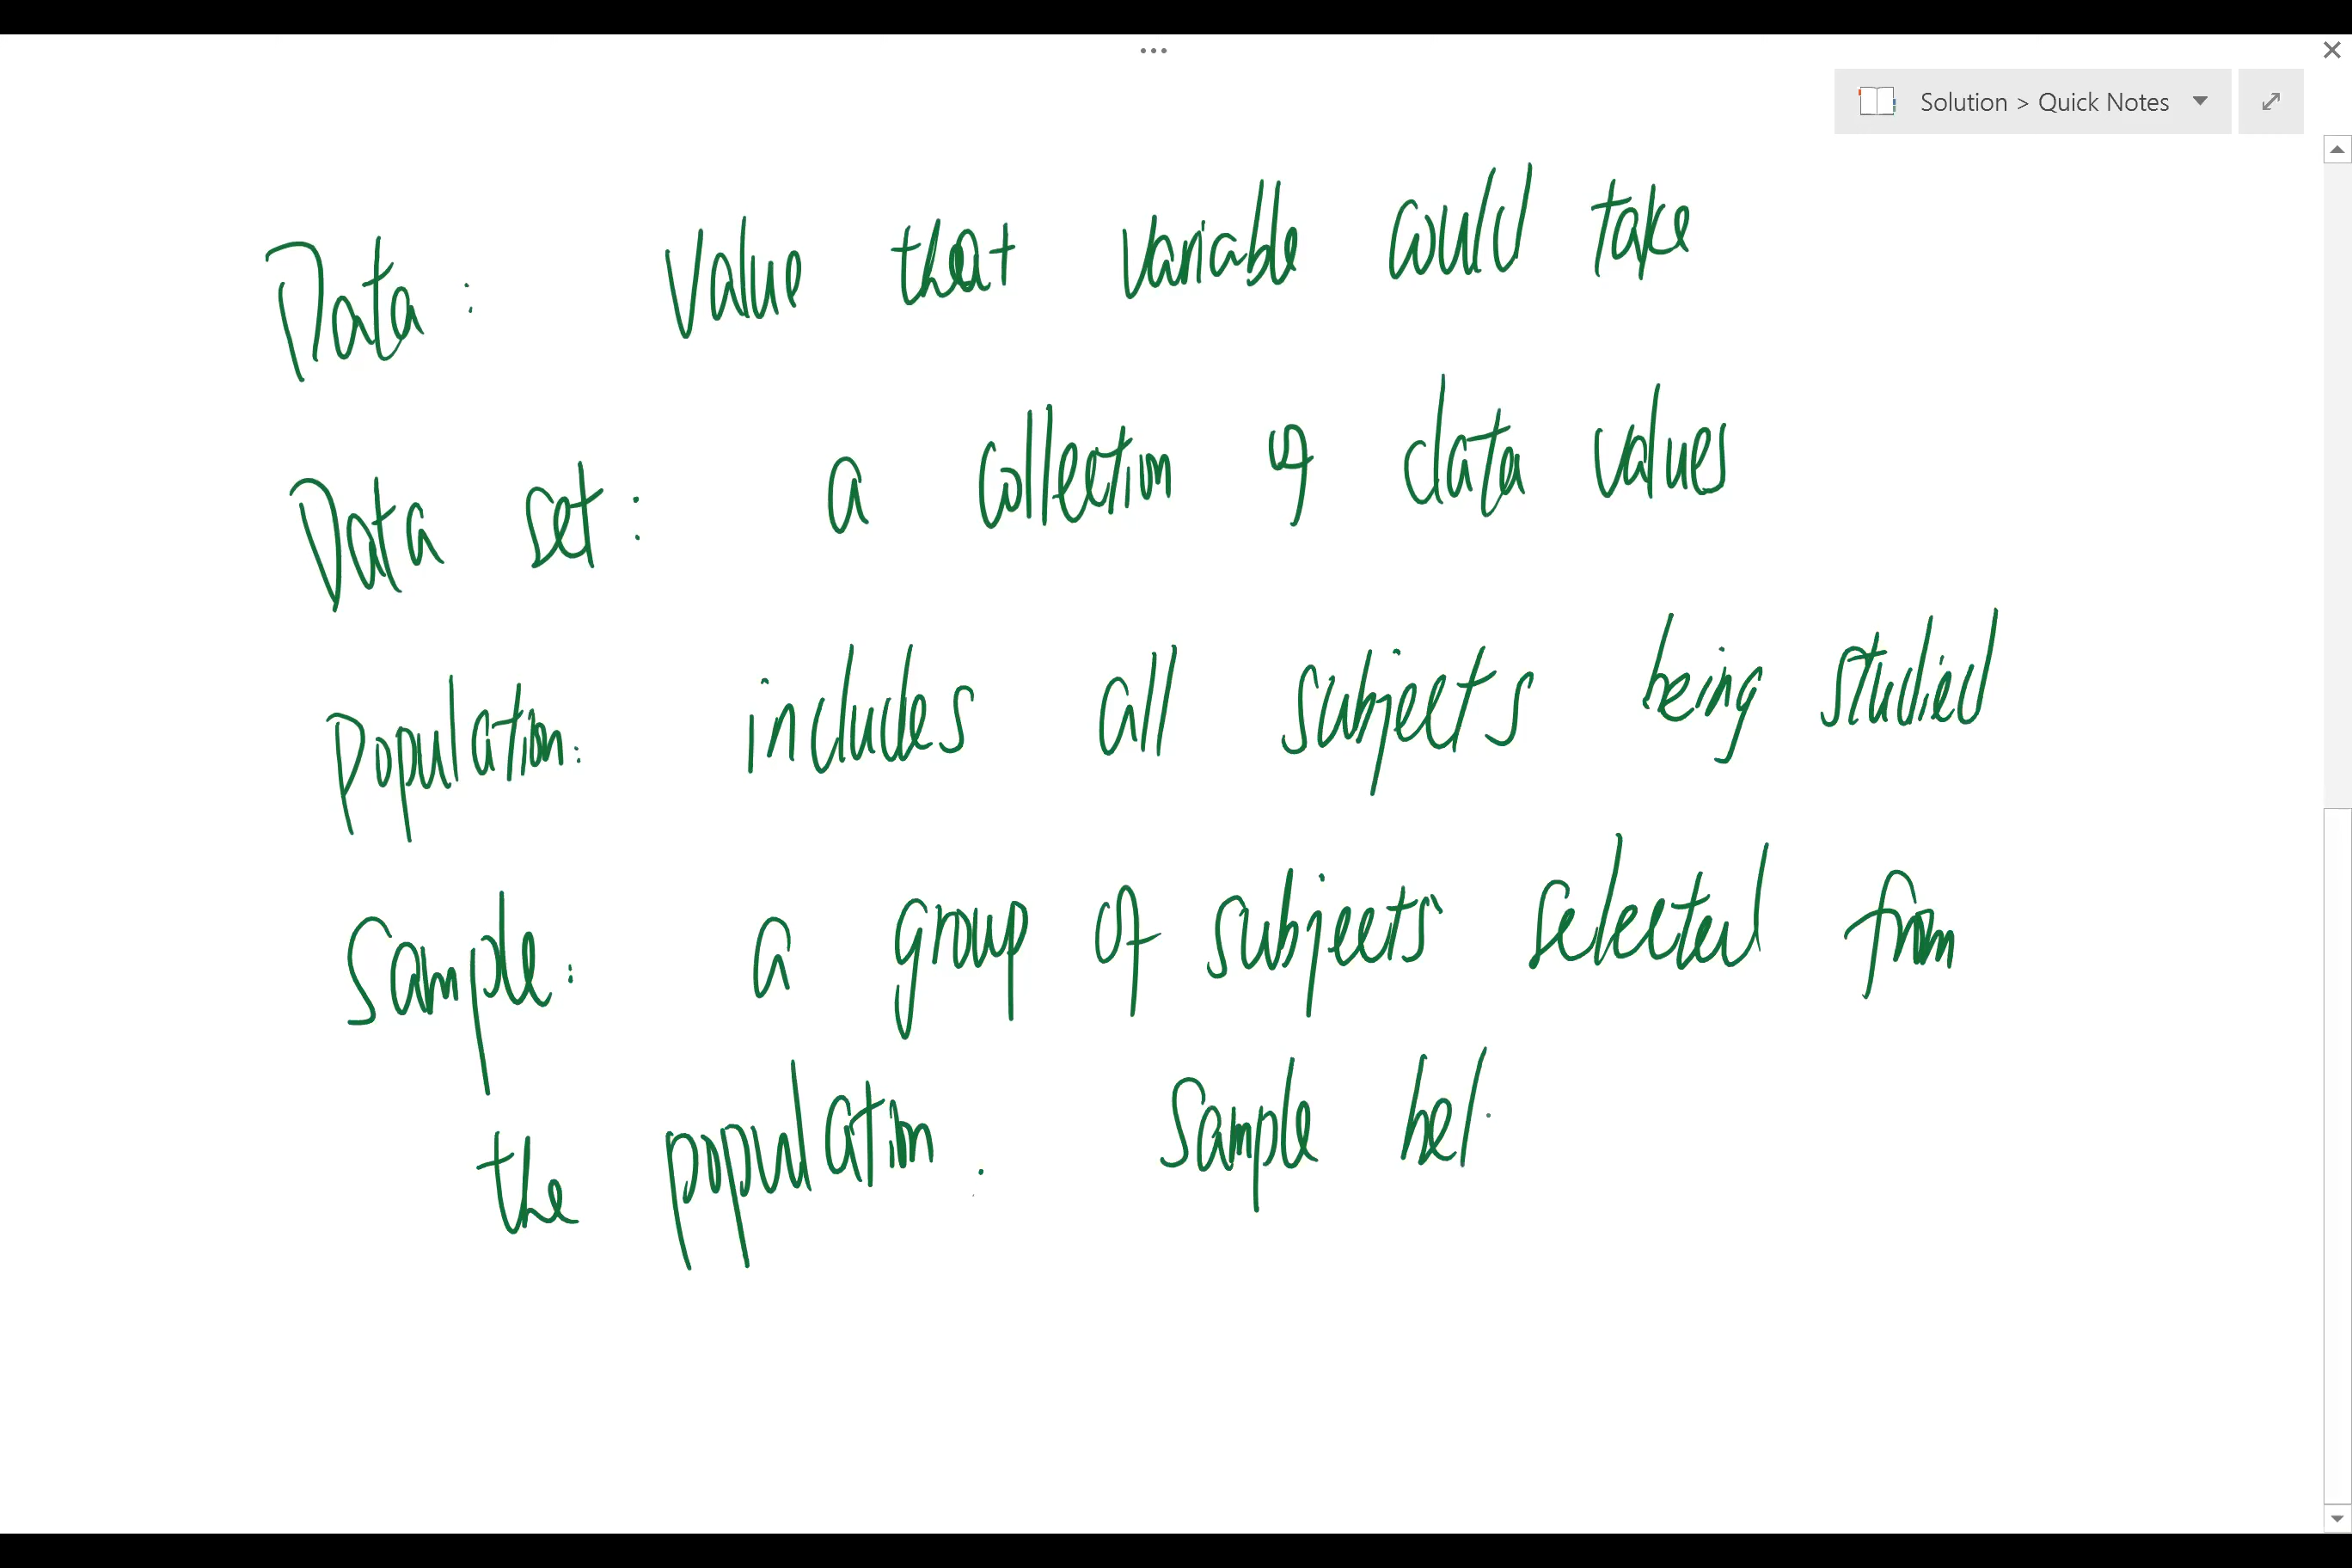 Solution > Quick Notes
Data : value that variable could take
Data set : a collection of data values
population: includes all subjects being studied
Sample: a group of subjects selected from
the population. Sample bel